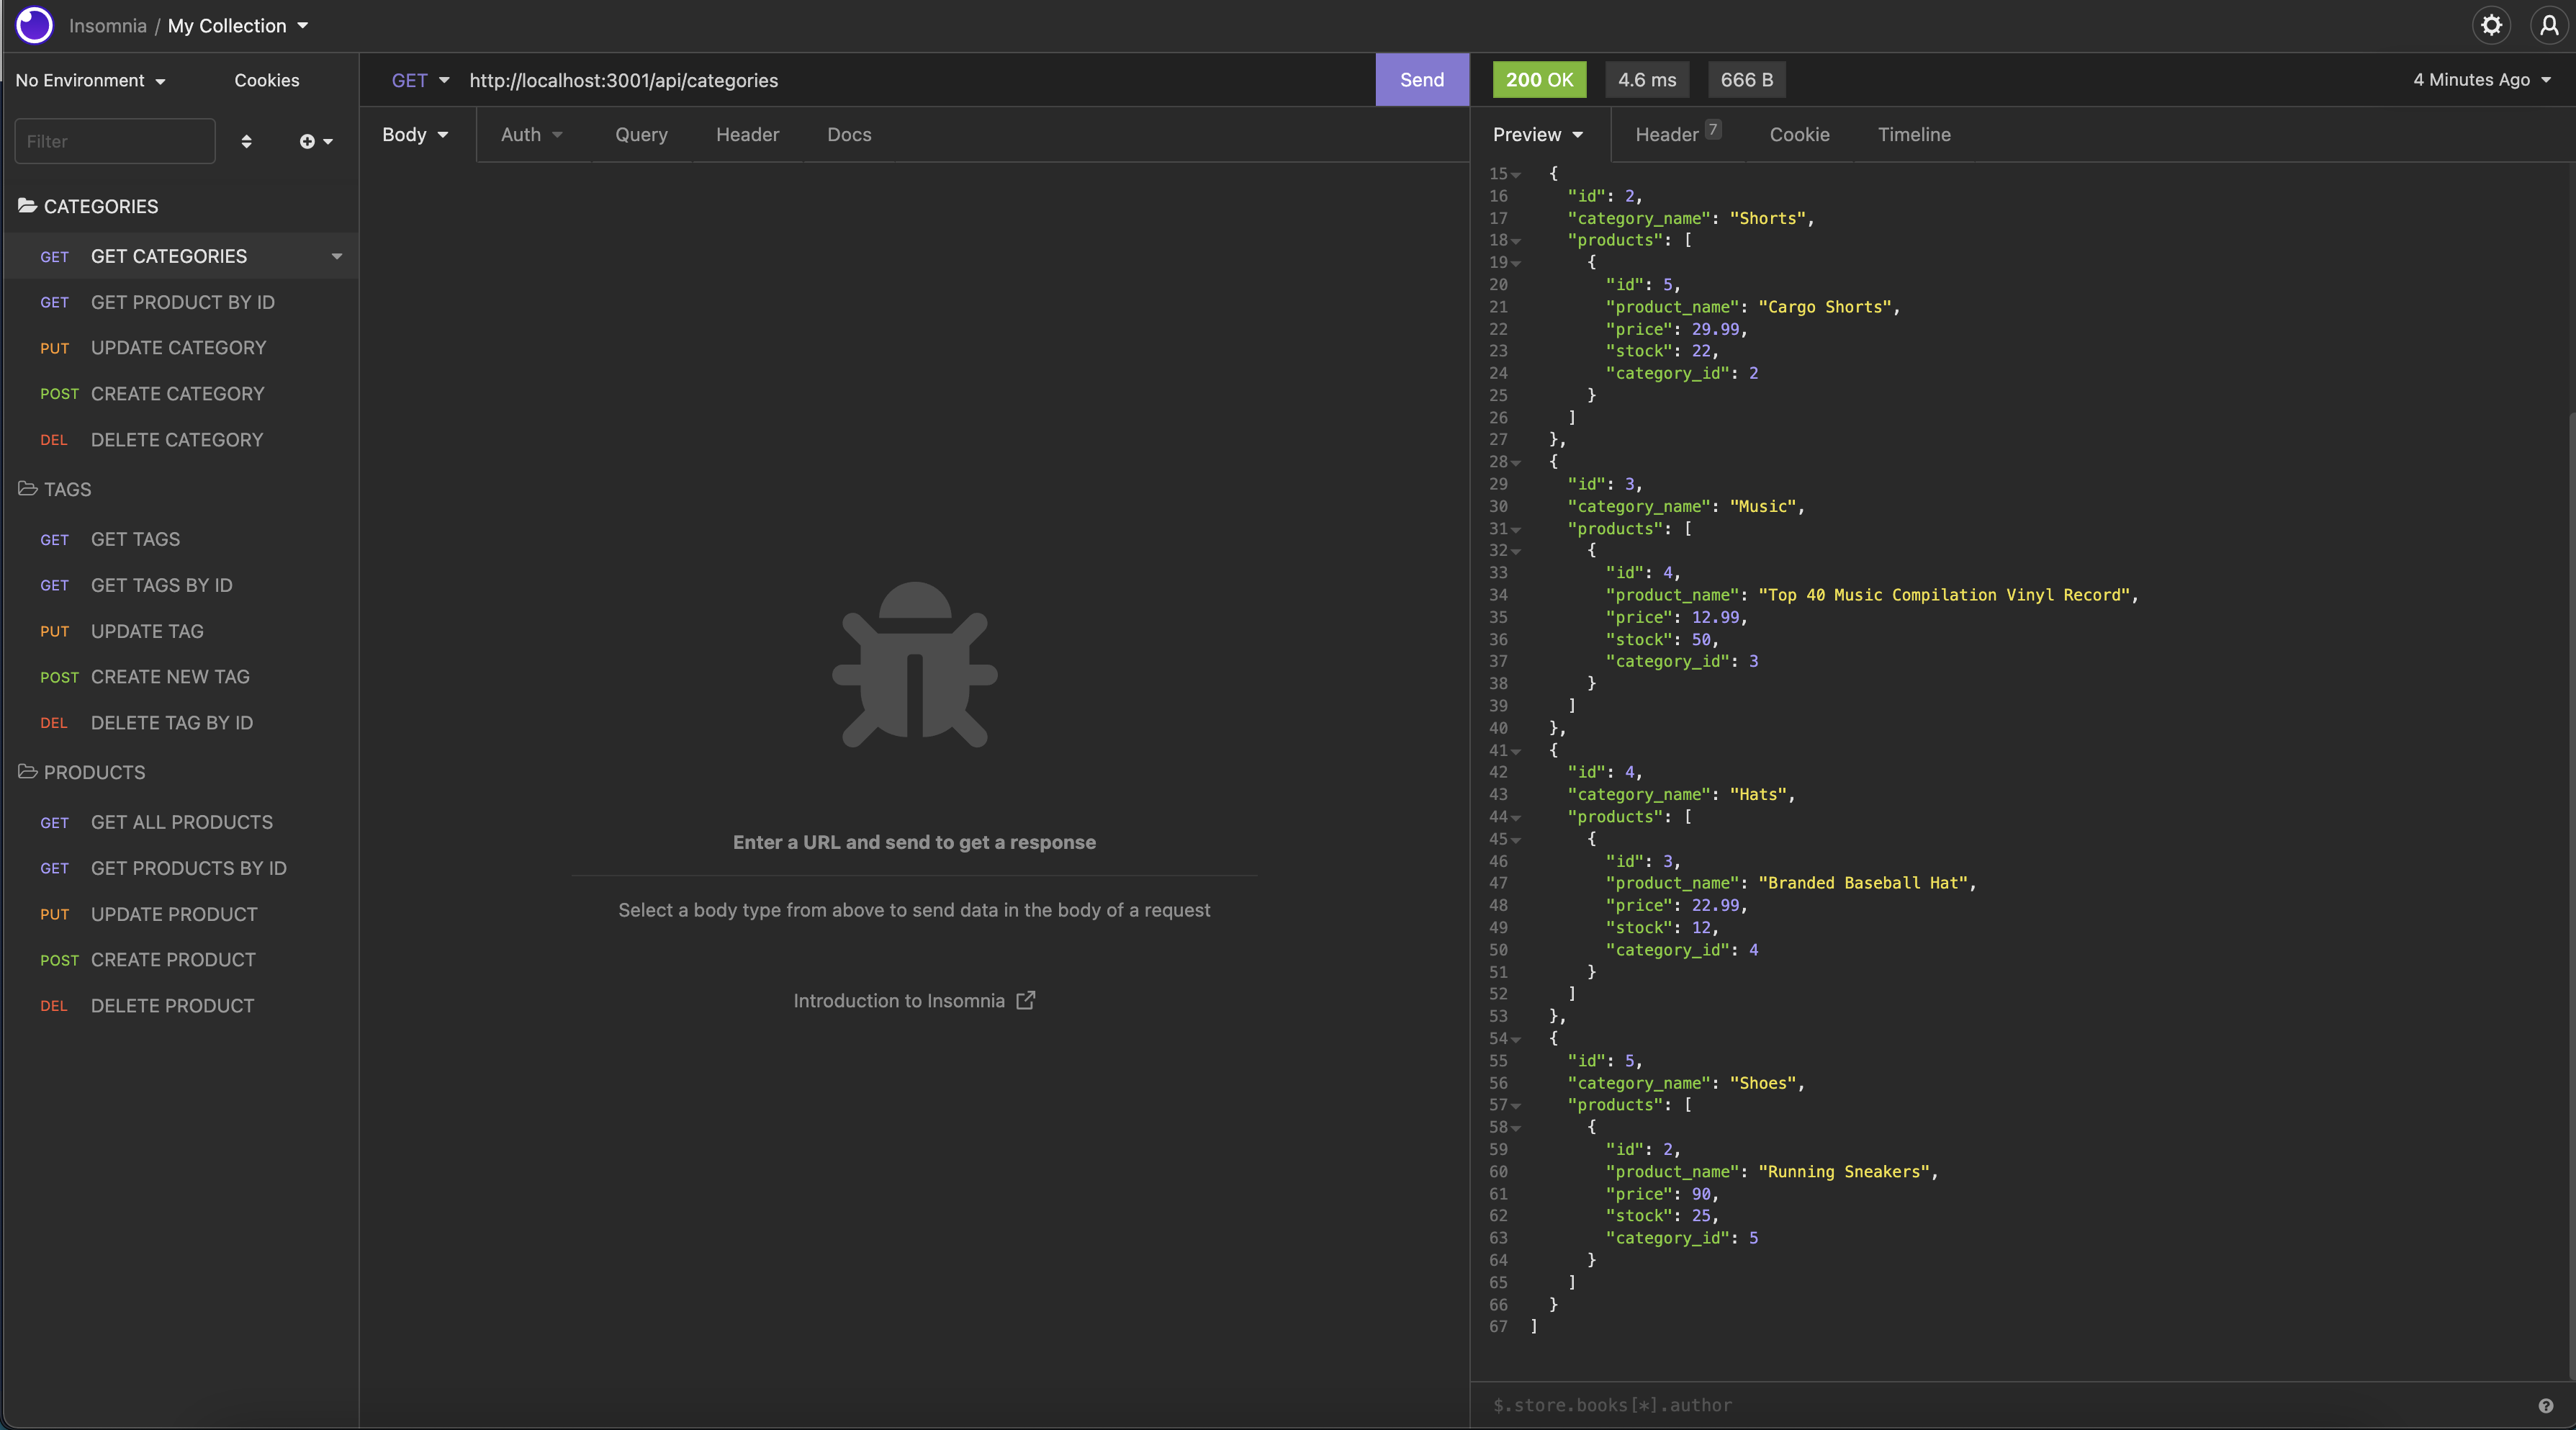 Insomnia / My Collection
No Environment
Cookies
Filter
CATEGORIES
GET GET CATEGORIES
GET GET PRODUCT BY ID
PUT UPDATE CATEGORY
POST CREATE CATEGORY
DEL DELETE CATEGORY
TAGS
GET GET TAGS
GET GET TAGS BY ID
PUT UPDATE TAG
POST CREATE NEW TAG
DEL DELETE TAG BY ID
PRODUCTS
GET GET ALL PRODUCTS
GET GET PRODUCTS BY ID
PUT UPDATE PRODUCT
POST CREATE PRODUCT
DEL DELETE PRODUCT
GET http://localhost:3001/api/categories Send
Body Auth Query Header Docs
Enter a URL and send to get a response
Select a body type from above to send data in the body of a request
Introduction to Insomnia
200 OK 4.6 ms 666 B 4 Minutes Ago
Preview Header 7 Cookie Timeline
15 {
16 "id": 2,
17 "category_name": "Shorts",
18 "products": [
19 {
20 "id": 5,
21 "product_name": "Cargo Shorts",
22 "price": 29.99,
23 "stock": 22,
24 "category_id": 2
25 }
26 ]
27 },
28 {
29 "id": 3,
30 "category_name": "Music",
31 "products": [
32 {
33 "id": 4,
34 "product_name": "Top 40 Music Compilation Vinyl Record",
35 "price": 12.99,
36 "stock": 50,
37 "category_id": 3
38 }
39 ]
40 },
41 {
42 "id": 4,
43 "category_name": "Hats",
44 "products": [
45 {
46 "id": 3,
47 "product_name": "Branded Baseball Hat",
48 "price": 22.99,
49 "stock": 12,
50 "category_id": 4
51 }
52 ]
53 },
54 {
55 "id": 5,
56 "category_name": "Shoes",
57 "products": [
58 {
59 "id": 2,
60 "product_name": "Running Sneakers",
61 "price": 90,
62 "stock": 25,
63 "category_id": 5
64 }
65 ]
66 }
67 ]
$.store.books[*].author